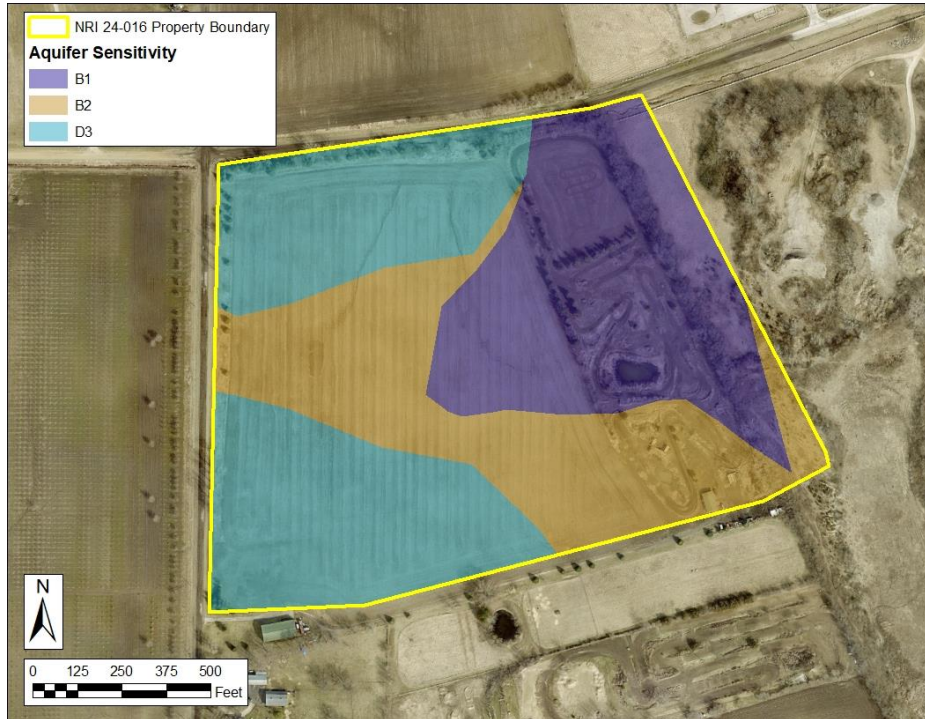 NRI 24-016 Property Boundary
Aquifer Sensitivity
B1
B2
D3
N
0 125 250 375 500
Feet